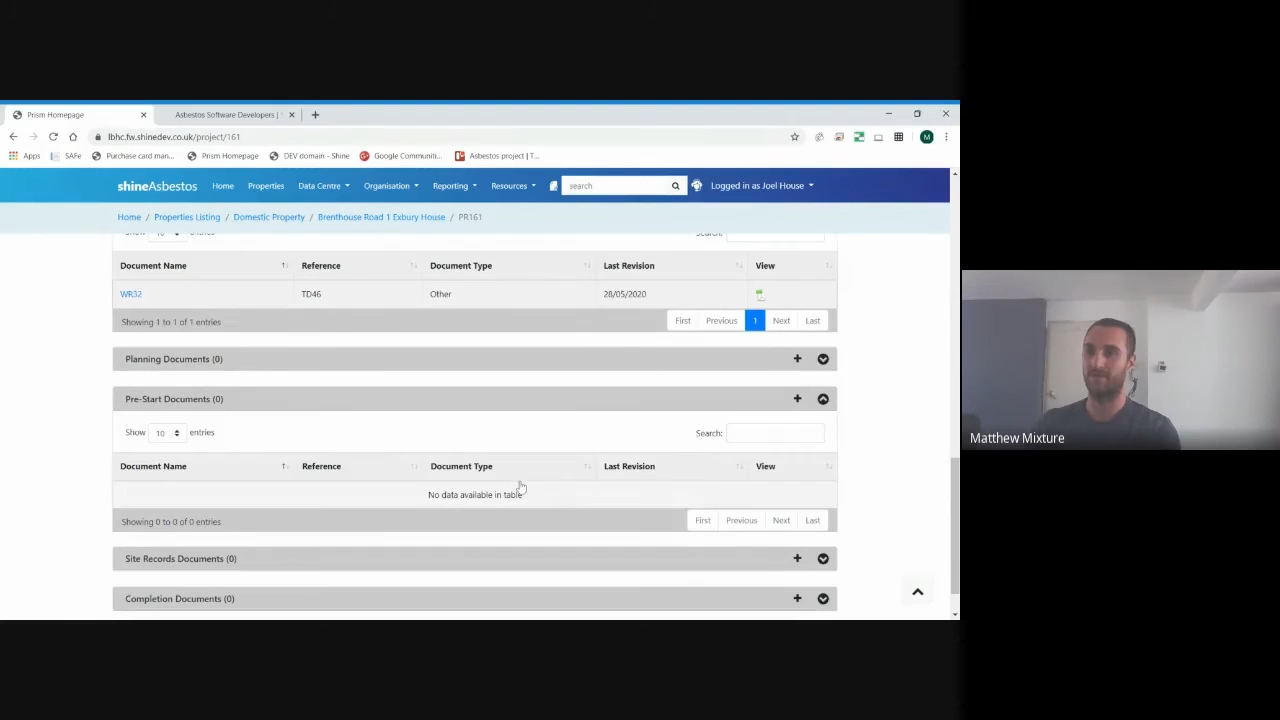 Prism Homepage
Asbestos Software Developers |
lbhc.fw.shinedev.co.uk/project/161
M
Apps SAFe Purchase card man... Prism Homepage DEV domain - Shine Google Communiti... Asbestos project | T...
shineAsbestos Home Properties Data Centre Organisation Reporting Resources search Logged in as Joel House
Home / Properties Listing / Domestic Property / Brenthouse Road 1 Exbury House / PR161
Show 10 entries Search:
Document Name Reference Document Type Last Revision View
WR32 TD46 Other 28/05/2020
Showing 1 to 1 of 1 entries First Previous 1 Next Last
Planning Documents (0)
Pre-Start Documents (0)
Show 10 entries Search:
Document Name Reference Document Type Last Revision View
No data available in table
Showing 0 to 0 of 0 entries First Previous Next Last
Site Records Documents (0)
Completion Documents (0)
Matthew Mixture